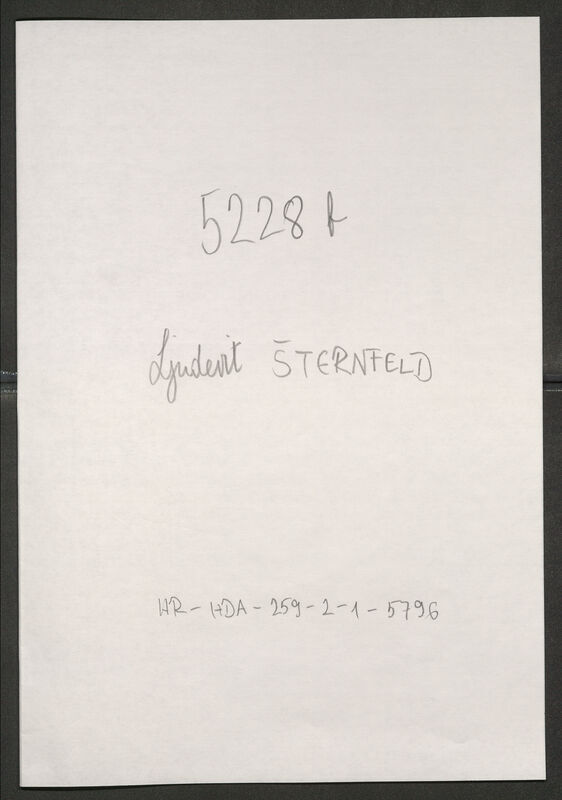 5228 b
Ljudevit ŠTERNFELD
HR-HDA-259-2-1-5796